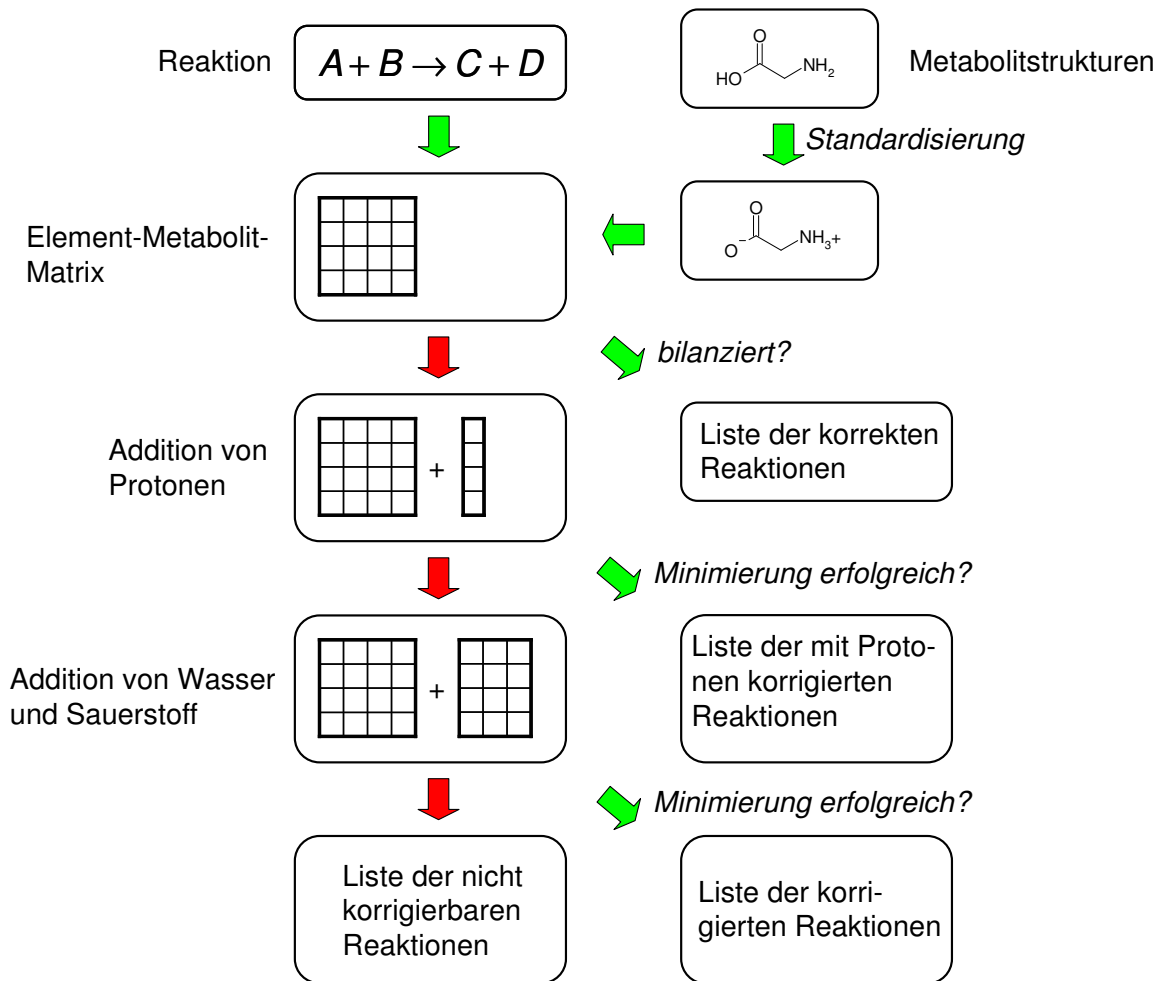 Reaktion
A + B → C + D
O
HO
NH2
Metabolitstrukturen
Standardisierung
Element-Metabolit-
Matrix
O
O−
NH3+
bilanziert?
Addition von
Protonen
+
Liste der korrekten
Reaktionen
Minimierung erfolgreich?
Addition von Wasser
und Sauerstoff
+
Liste der mit Proto-
nen korrigierten
Reaktionen
Minimierung erfolgreich?
Liste der nicht
korrigierbaren
Reaktionen
Liste der korri-
gierten Reaktionen